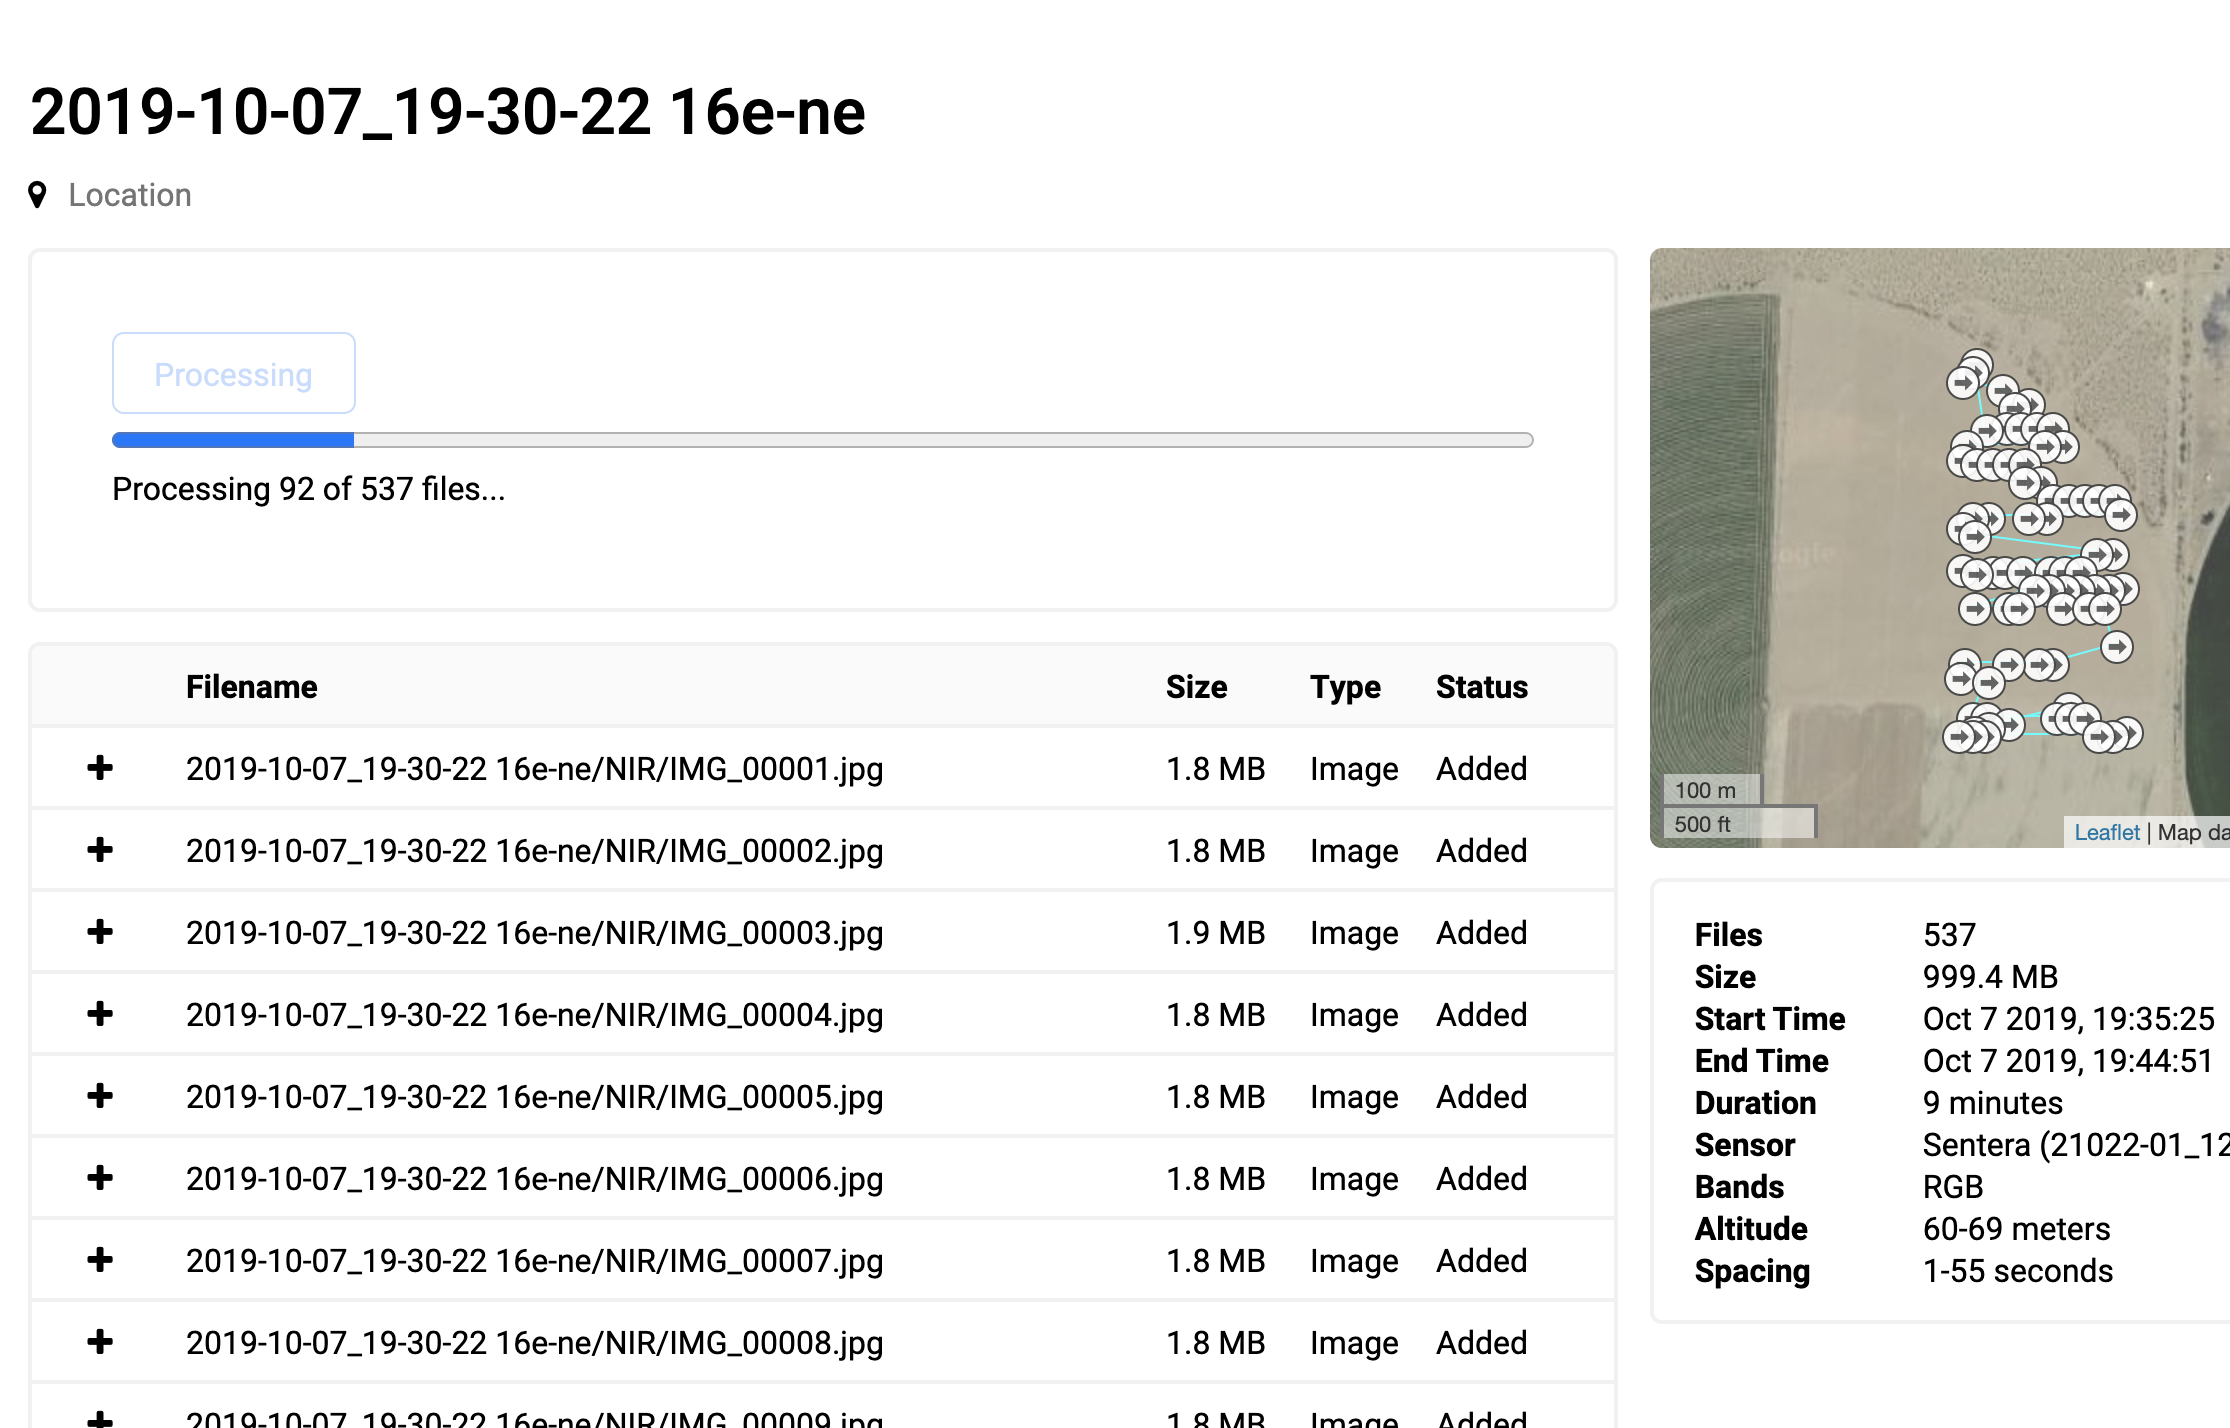 2019-10-07_19-30-22 16e-ne
Location
Processing
Processing 92 of 537 files...
Filename Size Type Status
2019-10-07_19-30-22 16e-ne/NIR/IMG_00001.jpg 1.8 MB Image Added
2019-10-07_19-30-22 16e-ne/NIR/IMG_00002.jpg 1.8 MB Image Added
2019-10-07_19-30-22 16e-ne/NIR/IMG_00003.jpg 1.9 MB Image Added
2019-10-07_19-30-22 16e-ne/NIR/IMG_00004.jpg 1.8 MB Image Added
2019-10-07_19-30-22 16e-ne/NIR/IMG_00005.jpg 1.8 MB Image Added
2019-10-07_19-30-22 16e-ne/NIR/IMG_00006.jpg 1.8 MB Image Added
2019-10-07_19-30-22 16e-ne/NIR/IMG_00007.jpg 1.8 MB Image Added
2019-10-07_19-30-22 16e-ne/NIR/IMG_00008.jpg 1.8 MB Image Added
2019-10-07_19-30-22 16e-ne/NIR/IMG_00009.jpg 1.8 MB Image Added
100 m
500 ft
Leaflet | Map da
Files 537
Size 999.4 MB
Start Time Oct 7 2019, 19:35:25
End Time Oct 7 2019, 19:44:51
Duration 9 minutes
Sensor Sentera (21022-01_12
Bands RGB
Altitude 60-69 meters
Spacing 1-55 seconds